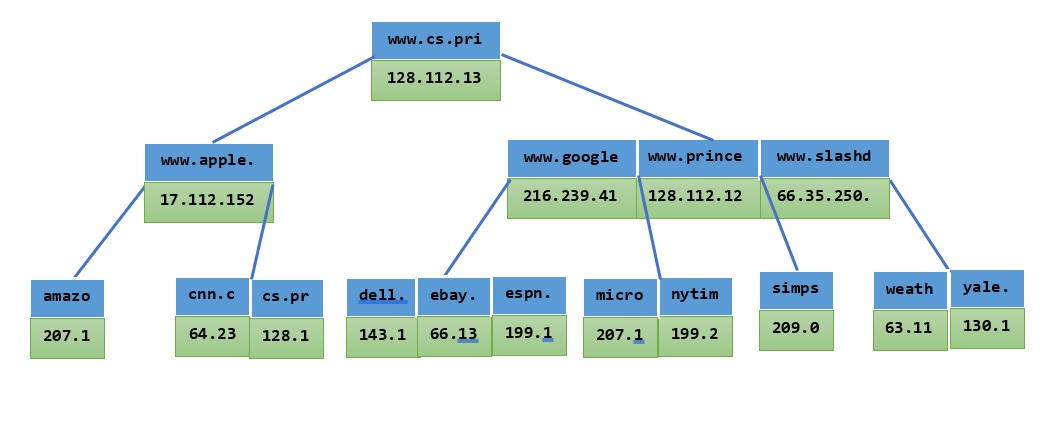 www.cs.pri
128.112.13
www.apple.
17.112.152
www.google www.prince www.slashd
216.239.41 128.112.12 66.35.250.
amazo cnn.c cs.pr dell. ebay. espn. micro nytim simps weath yale.
207.1 64.23 128.1 143.1 66.13 199.1 207.1 199.2 209.0 63.11 130.1